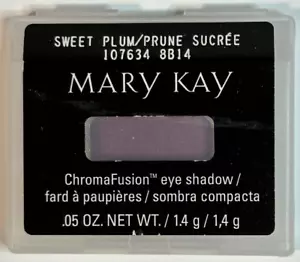 SWEET PLUM/PRUNE SUCRÉE
107634 8B14
MARY KAY
ChromaFusion™ eye shadow /
fard à paupières / sombra compacta
.05 OZ. NET WT. / 1.4 g / 1,4 g